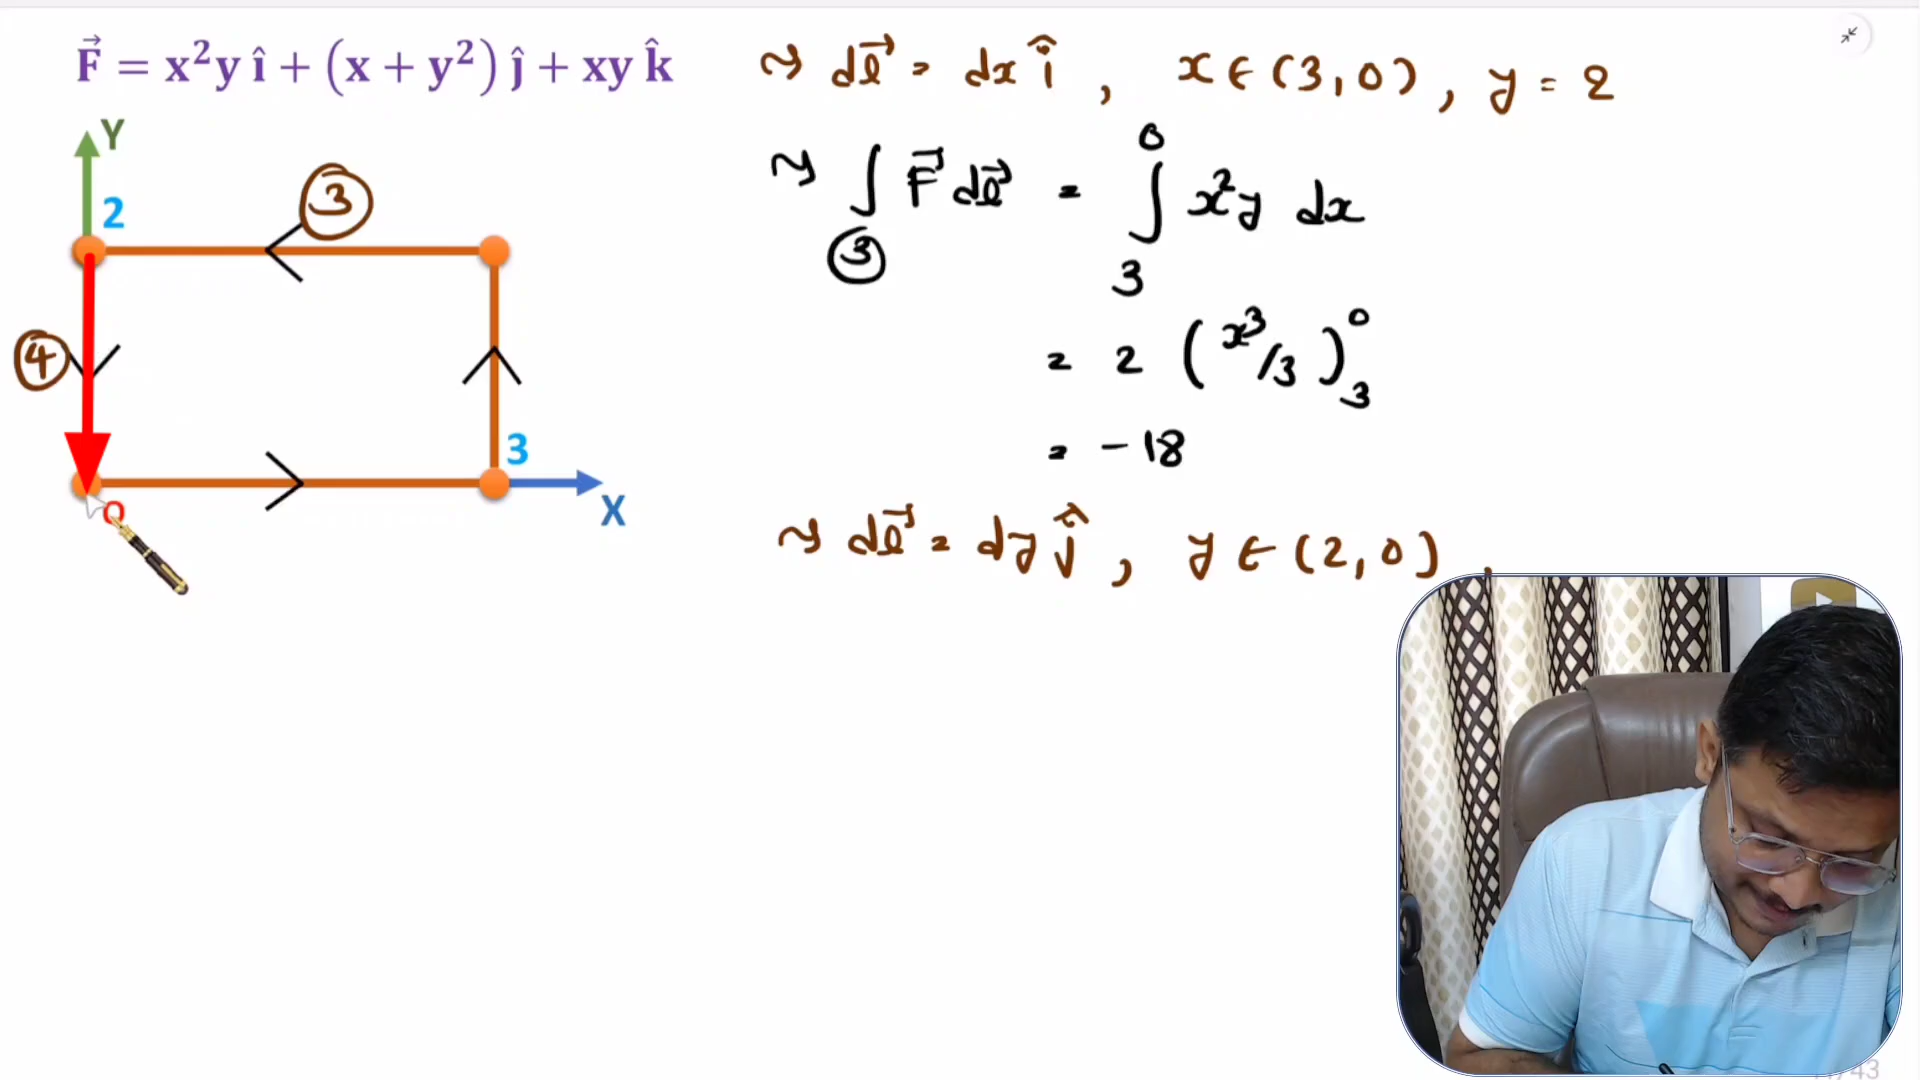 F⃗ = x²y î + (x + y²) ĵ + xy k̂
Y
2
③
④
3
O
X
⇝ dl⃗ = dx î , x ∈ (3, 0) , y = 2
⇝ ∫③ F⃗ dl⃗ = ∫₃⁰ x²y dx
= 2 (x³/3)₃⁰
= -18
⇝ dl⃗ = dy ĵ , y ∈ (2, 0) ,